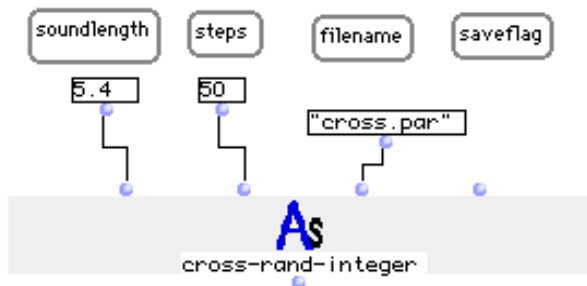 soundlength steps filename saveflag
5.4 50
"cross.par"
As
cross-rand-integer